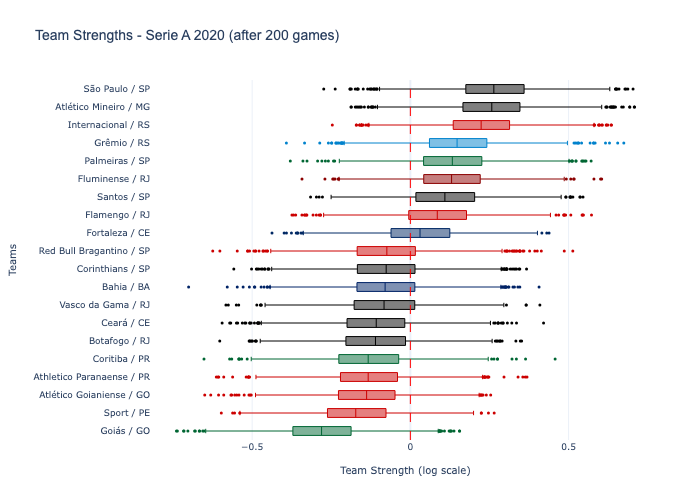 Team Strengths - Serie A 2020 (after 200 games)
São Paulo / SP
Atlético Mineiro / MG
Internacional / RS
Grêmio / RS
Palmeiras / SP
Fluminense / RJ
Santos / SP
Flamengo / RJ
Fortaleza / CE
Red Bull Bragantino / SP
Corinthians / SP
Bahia / BA
Vasco da Gama / RJ
Ceará / CE
Botafogo / RJ
Coritiba / PR
Athletico Paranaense / PR
Atlético Goianiense / GO
Sport / PE
Goiás / GO
Teams
−0.5 0 0.5
Team Strength (log scale)